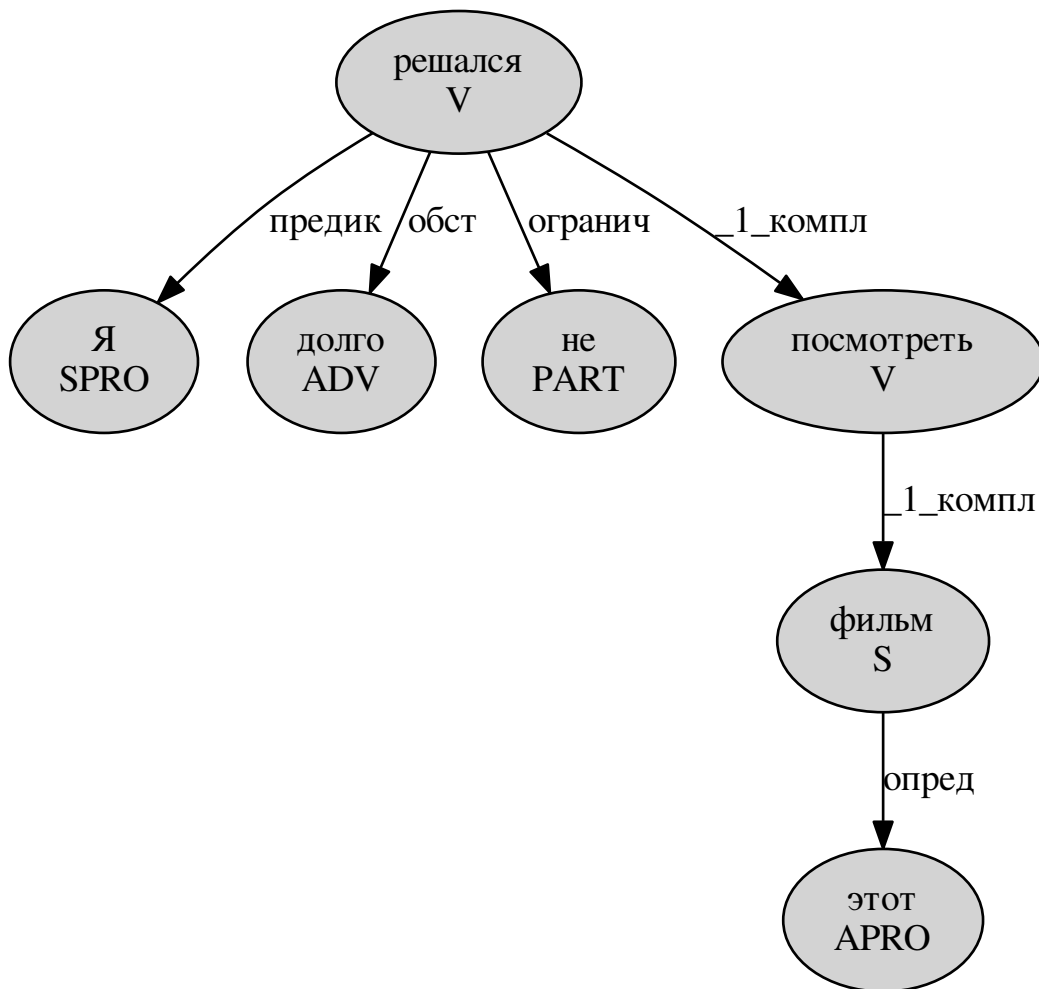 решался
V
предик
обст
огранич
_1_компл
Я
SPRO
долго
ADV
не
PART
посмотреть
V
_1_компл
фильм
S
опред
этот
APRO